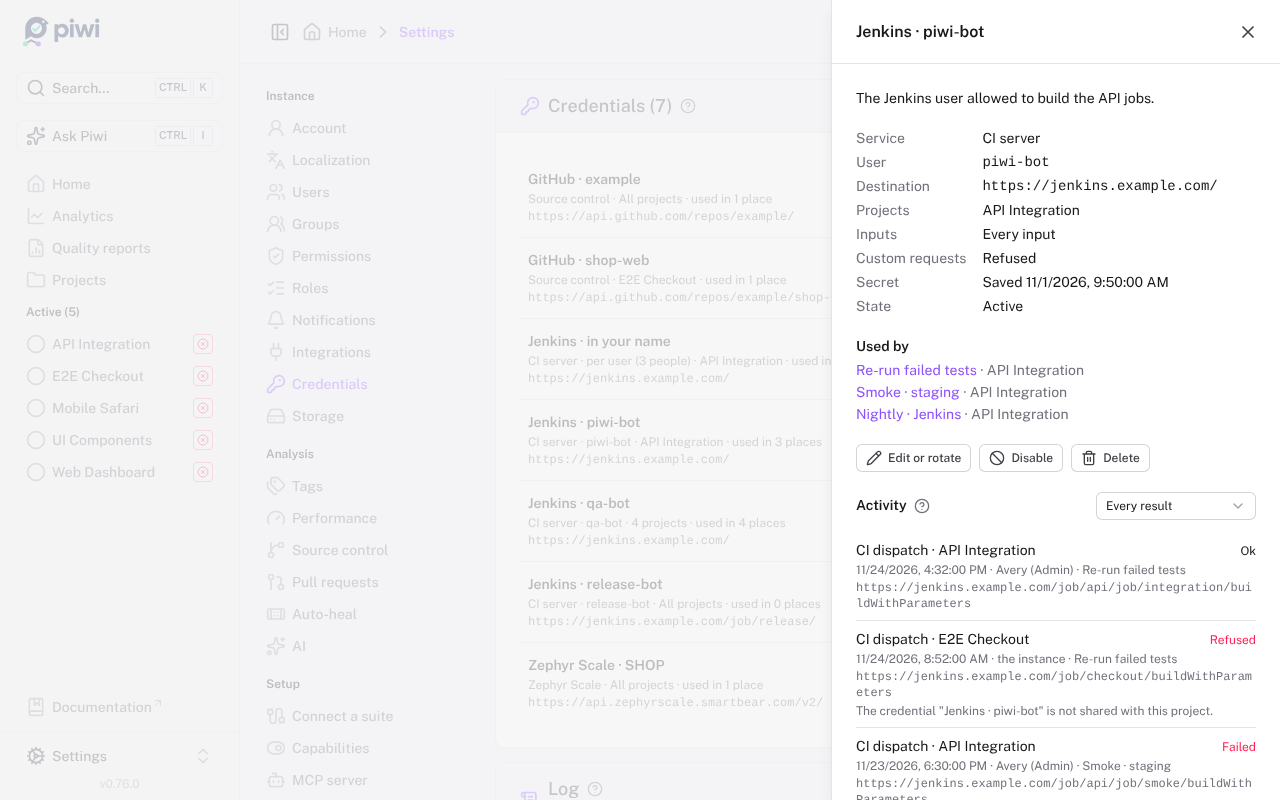 piwi
Search...
CTRL K
Ask Piwi
CTRL I
Home
Analytics
Quality reports
Projects
Active (5)
API Integration
E2E Checkout
Mobile Safari
UI Components
Web Dashboard
Documentation
Settings
v0.76.0
Home
Settings
Instance
Account
Localization
Users
Groups
Permissions
Roles
Notifications
Integrations
Credentials
Storage
Analysis
Tags
Performance
Source control
Pull requests
Auto-heal
AI
Setup
Connect a suite
Capabilities
MCP server
Credentials (7)
GitHub · example
Source control · All projects · used in 1 place
https://api.github.com/repos/example/
GitHub · shop-web
Source control · E2E Checkout · used in 1 place
https://api.github.com/repos/example/shop-
Jenkins · in your name
CI server · per user (3 people) · API Integration · used in
https://jenkins.example.com/
Jenkins · piwi-bot
CI server · piwi-bot · API Integration · used in 3 places
https://jenkins.example.com/
Jenkins · qa-bot
CI server · qa-bot · 4 projects · used in 4 places
https://jenkins.example.com/
Jenkins · release-bot
CI server · release-bot · All projects · used in 0 places
https://jenkins.example.com/job/release/
Zephyr Scale · SHOP
Zephyr Scale · All projects · used in 1 place
https://api.zephyrscale.smartbear.com/v2/
Log
Jenkins · piwi-bot
The Jenkins user allowed to build the API jobs.
Service CI server
User piwi-bot
Destination https://jenkins.example.com/
Projects API Integration
Inputs Every input
Custom requests Refused
Secret Saved 11/1/2026, 9:50:00 AM
State Active
Used by
Re-run failed tests · API Integration
Smoke · staging · API Integration
Nightly · Jenkins · API Integration
Edit or rotate
Disable
Delete
Activity
Every result
CI dispatch · API Integration Ok
11/24/2026, 4:32:00 PM · Avery (Admin) · Re-run failed tests
https://jenkins.example.com/job/api/job/integration/bui
ldWithParameters
CI dispatch · E2E Checkout Refused
11/24/2026, 8:52:00 AM · the instance · Re-run failed tests
https://jenkins.example.com/job/checkout/buildWithParam
eters
The credential "Jenkins · piwi-bot" is not shared with this project.
CI dispatch · API Integration Failed
11/23/2026, 6:30:00 PM · Avery (Admin) · Smoke · staging
https://jenkins.example.com/job/api/job/smoke/buildWith
Parameters